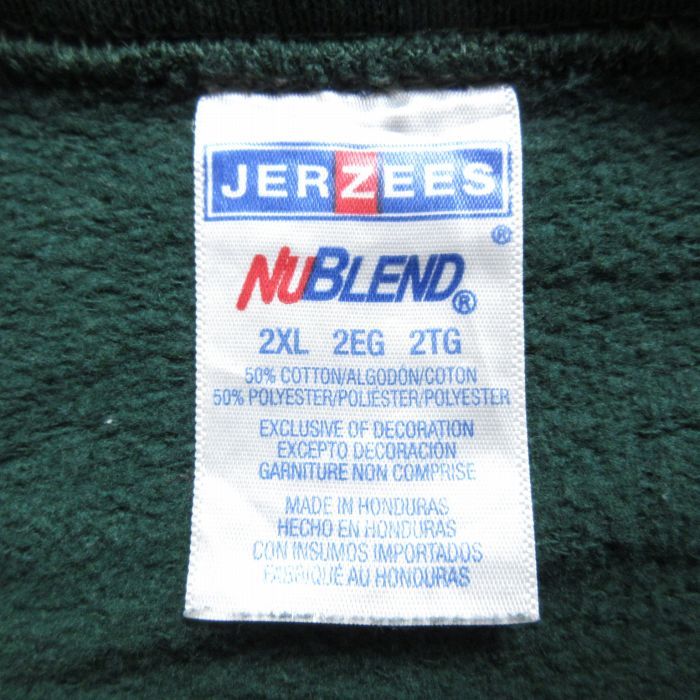 JERZEES
®
NUBLEND®
2XL 2EG 2TG
50% COTTON/ALGODÓN/COTON
50% POLYESTER/POLIÉSTER/POLYESTER
EXCLUSIVE OF DECORATION
EXCEPTO DECORACIÓN
GARNITURE NON COMPRISE
MADE IN HONDURAS
HECHO EN HONDURAS
CON INSUMOS IMPORTADOS
FABRIQUÉ AU HONDURAS